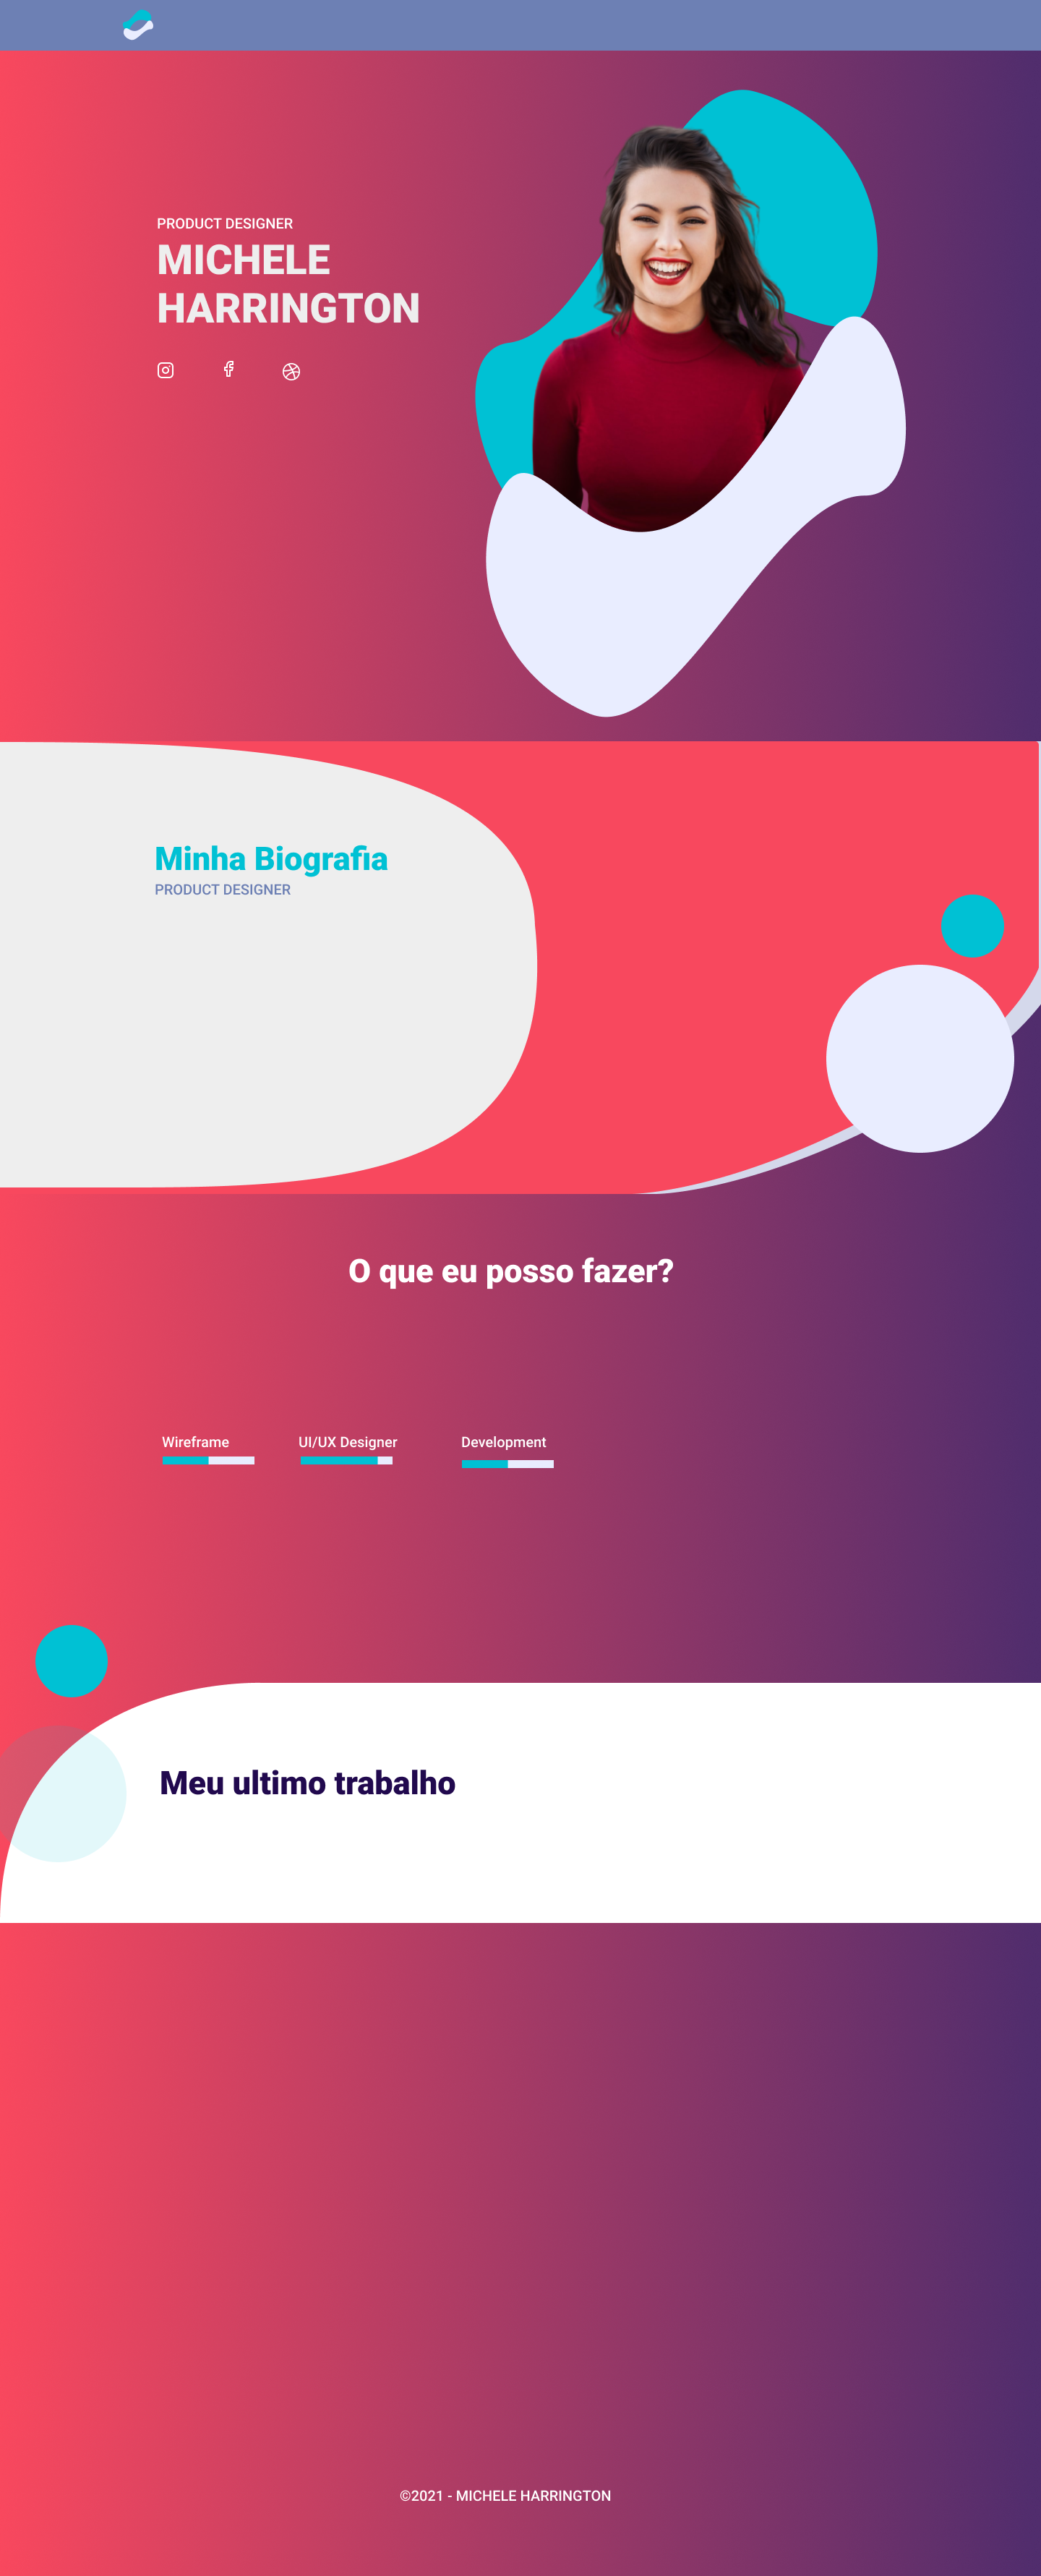 PRODUCT DESIGNER
MICHELE
HARRINGTON
Minha Biografia
PRODUCT DESIGNER
O que eu posso fazer?
Wireframe
UI/UX Designer
Development
Meu ultimo trabalho
©2021 - MICHELE HARRINGTON